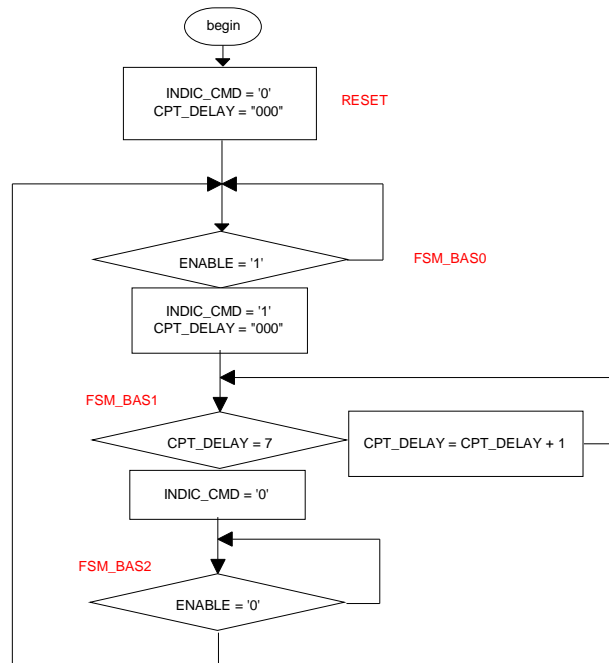 begin
INDIC_CMD = '0'
CPT_DELAY = "000"
RESET
ENABLE = '1'
FSM_BAS0
INDIC_CMD = '1'
CPT_DELAY = "000"
FSM_BAS1
CPT_DELAY = 7
CPT_DELAY = CPT_DELAY + 1
INDIC_CMD = '0'
FSM_BAS2
ENABLE = '0'